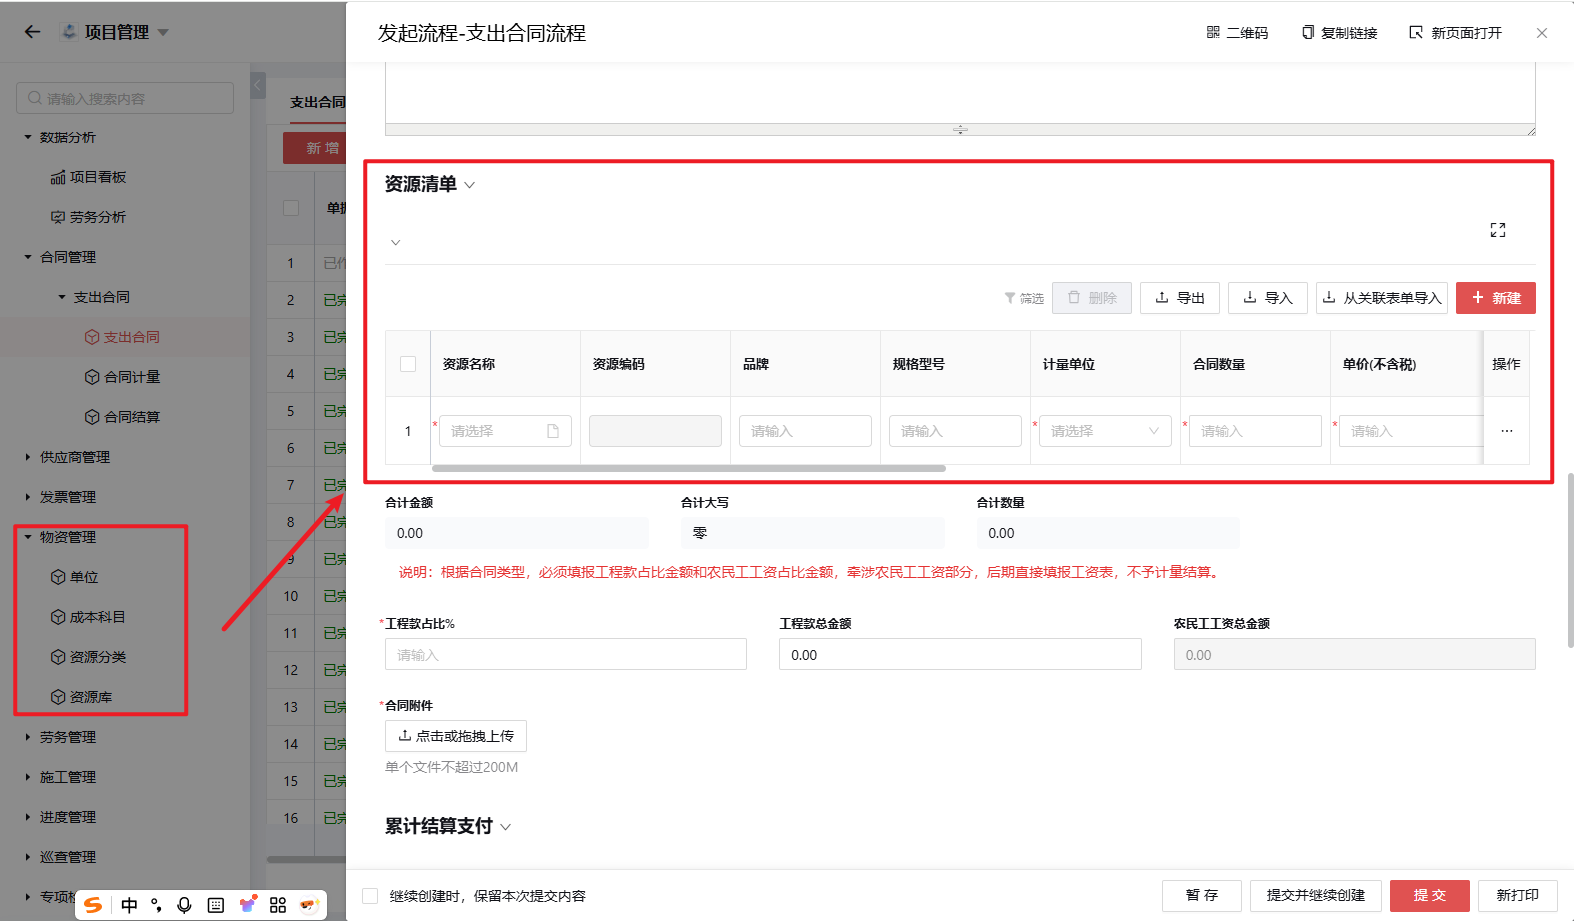 项目管理
发起流程-支出合同流程
二维码
复制链接
新页面打开
请输入搜索内容
数据分析
项目看板
劳务分析
合同管理
支出合同
支出合同
合同计量
合同结算
供应商管理
发票管理
物资管理
单位
成本科目
资源分类
资源库
劳务管理
施工管理
进度管理
巡查管理
专项
支出合同
新 增
1
2
3
4
5
6
7
8
9
10
11
12
13
14
15
16
资源清单
筛选
删除
导出
导入
从关联表单导入
新建
资源名称 资源编码 品牌 规格型号 计量单位 合同数量 单价(不含税) 操作
1 * 请选择 请输入 请输入 * 请选择 * 请输入 * 请输入 ...
合计金额 合计大写 合计数量
0.00 零 0.00
说明：根据合同类型，必须填报工程款占比金额和农民工工资占比金额，牵涉农民工工资部分，后期直接填报工资表，不予计量结算。
*工程款占比% 工程款总金额 农民工工资总金额
请输入 0.00 0.00
*合同附件
点击或拖拽上传
单个文件不超过200M
累计结算支付
继续创建时，保留本次提交内容
暂 存
提交并继续创建
提 交
新打印
中